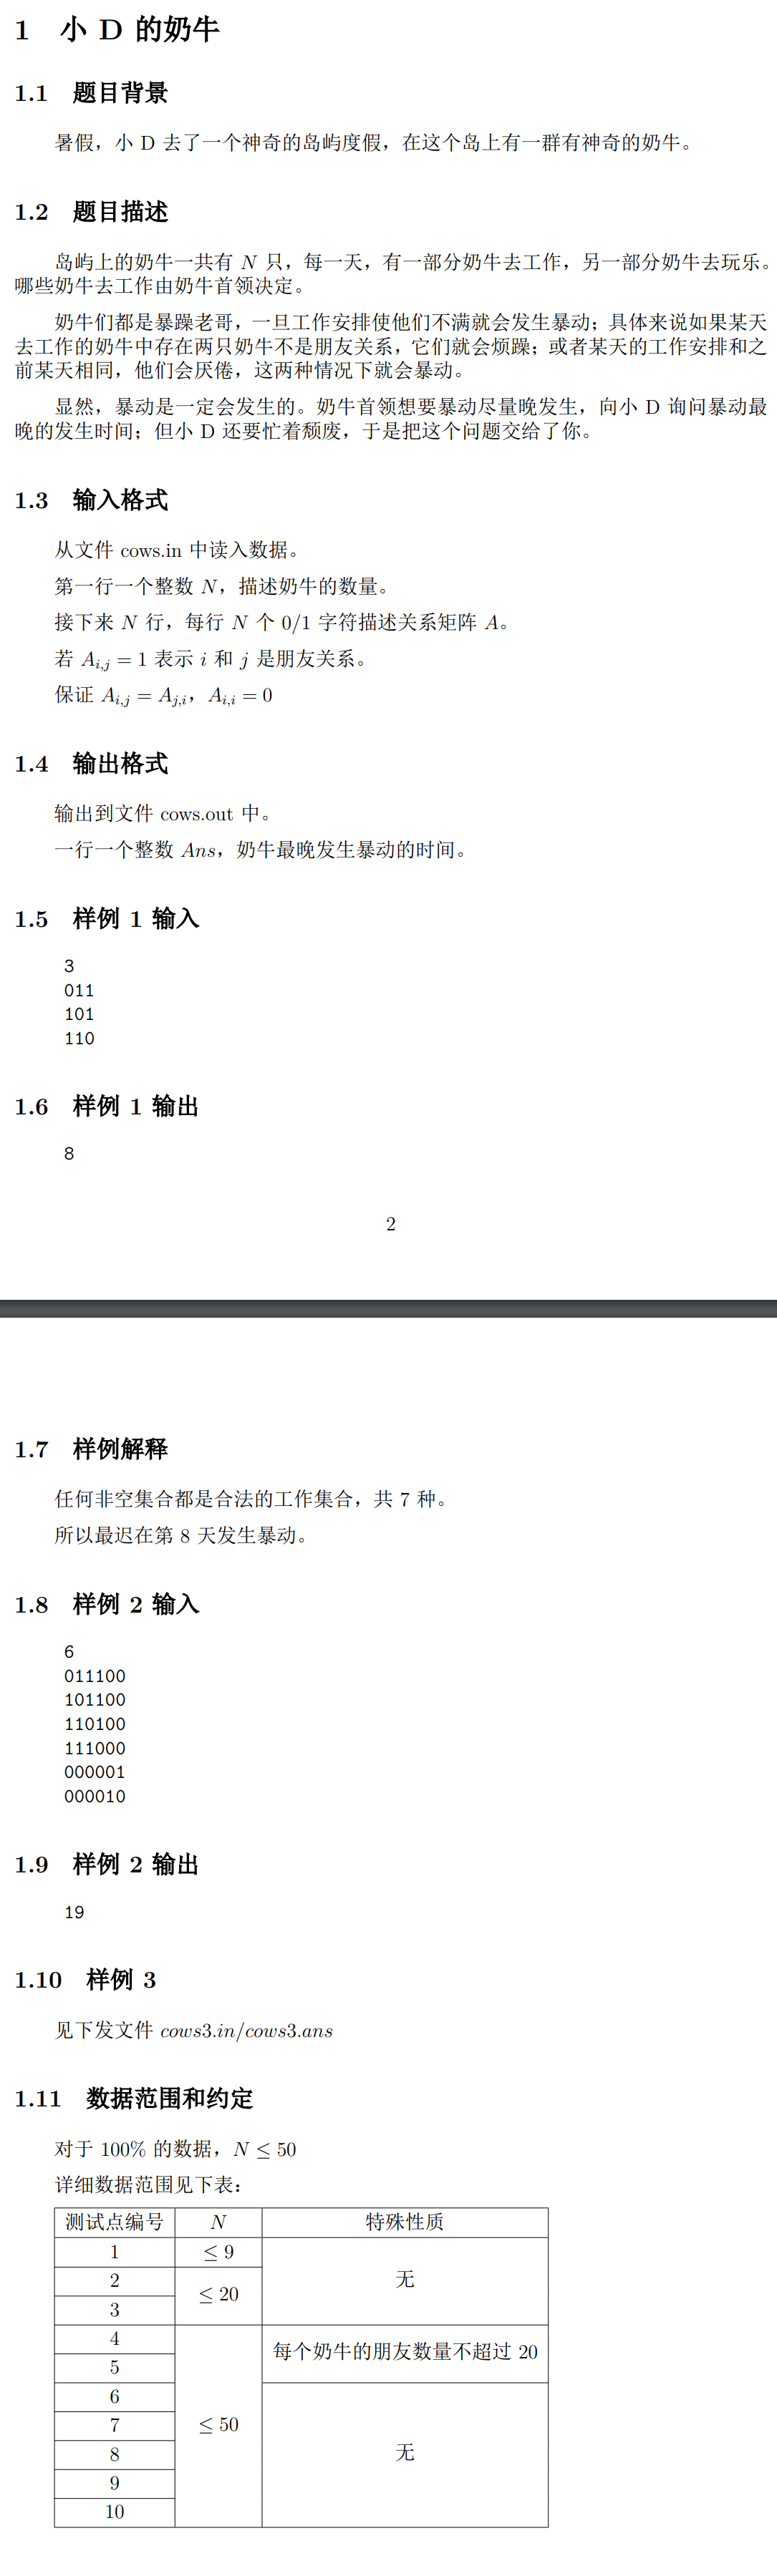 1 小 D 的奶牛
1.1 题目背景
暑假，小 D 去了一个神奇的岛屿度假，在这个岛上有一群有神奇的奶牛。
1.2 题目描述
岛屿上的奶牛一共有 N 只，每一天，有一部分奶牛去工作，另一部分奶牛去玩乐。
哪些奶牛去工作由奶牛首领决定。
奶牛们都是暴躁老哥，一旦工作安排使他们不满就会发生暴动；具体来说如果某天
去工作的奶牛中存在两只奶牛不是朋友关系，它们就会烦躁；或者某天的工作安排和之
前某天相同，他们会厌倦，这两种情况下就会暴动。
显然，暴动是一定会发生的。奶牛首领想要暴动尽量晚发生，向小 D 询问暴动最
晚的发生时间；但小 D 还要忙着颓废，于是把这个问题交给了你。
1.3 输入格式
从文件 cows.in 中读入数据。
第一行一个整数 N，描述奶牛的数量。
接下来 N 行，每行 N 个 0/1 字符描述关系矩阵 A。
若 A_{i,j} = 1 表示 i 和 j 是朋友关系。
保证 A_{i,j} = A_{j,i}，A_{i,i} = 0
1.4 输出格式
输出到文件 cows.out 中。
一行一个整数 Ans，奶牛最晚发生暴动的时间。
1.5 样例 1 输入
3
011
101
110
1.6 样例 1 输出
8
2
1.7 样例解释
任何非空集合都是合法的工作集合，共 7 种。
所以最迟在第 8 天发生暴动。
1.8 样例 2 输入
6
011100
101100
110100
111000
000001
000010
1.9 样例 2 输出
19
1.10 样例 3
见下发文件 cows3.in/cows3.ans
1.11 数据范围和约定
对于 100% 的数据，N ≤ 50
详细数据范围见下表：
测试点编号 N 特殊性质
1 ≤ 9
2
无
≤ 20
3
4
每个奶牛的朋友数量不超过 20
5
6
7
≤ 50
8
无
9
10